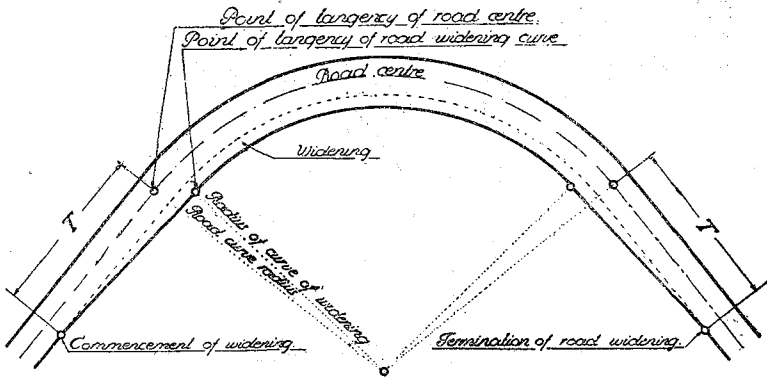 Point of tangency of road centre.
Point of tangency of road widening curve
Road centre
Widening
T
T
Radius of curve of widening
Road curve radius
Commencement of widening.
Termination of road widening.